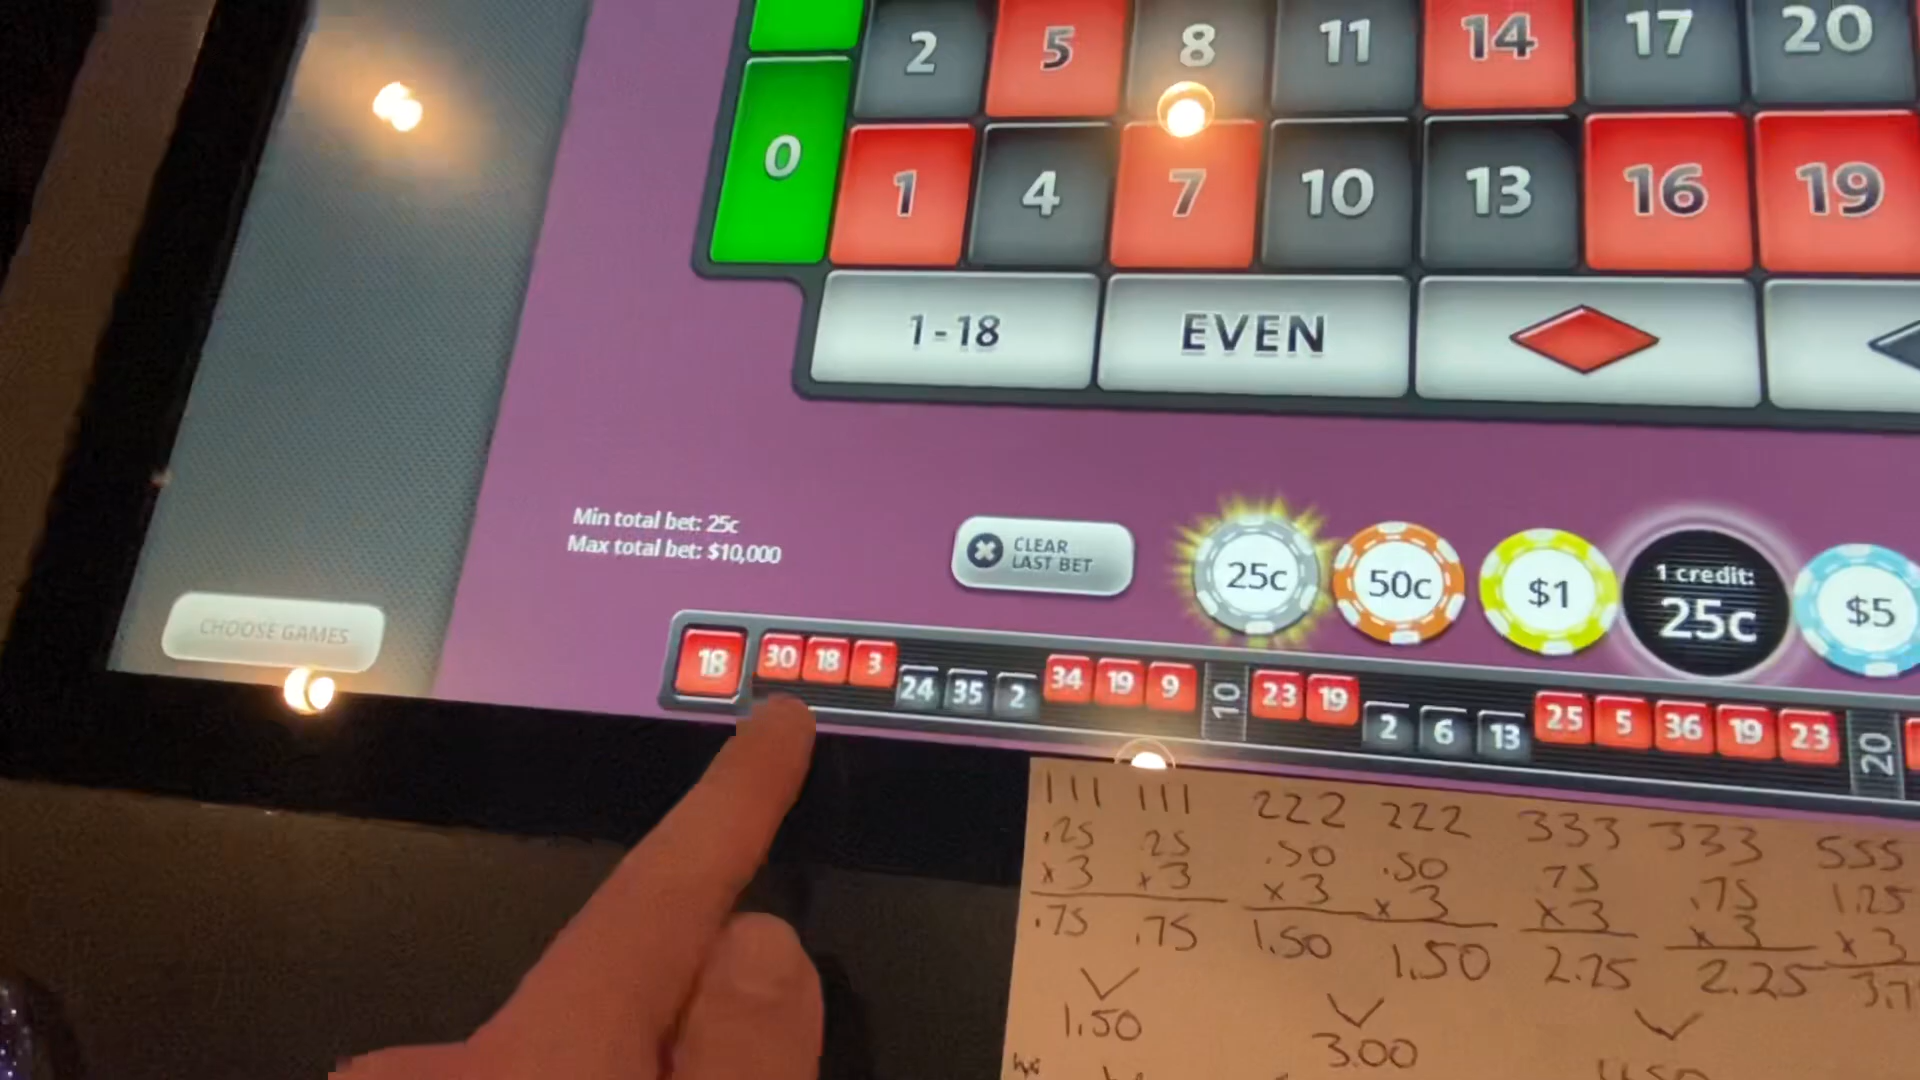 2 5 8 11 14 17 20
0 1 4 7 10 13 16 19
1-18 EVEN
Min total bet: 25c
Max total bet: $10,000
CLEAR
LAST BET
25c 50c $1 1 credit:
25c $5
CHOOSE GAMES
18 30 18 3 24 35 2 34 19 9 10 23 19 2 6 13 25 5 36 19 23 20
111 111 222 222 333 333 555
.25 .25 .50 .50 .75 .75 1.25
x3 x3 x3 x3 x3 x3 x3
.75 .75 1.50 1.50 2.25 2.25
1.50 3.00